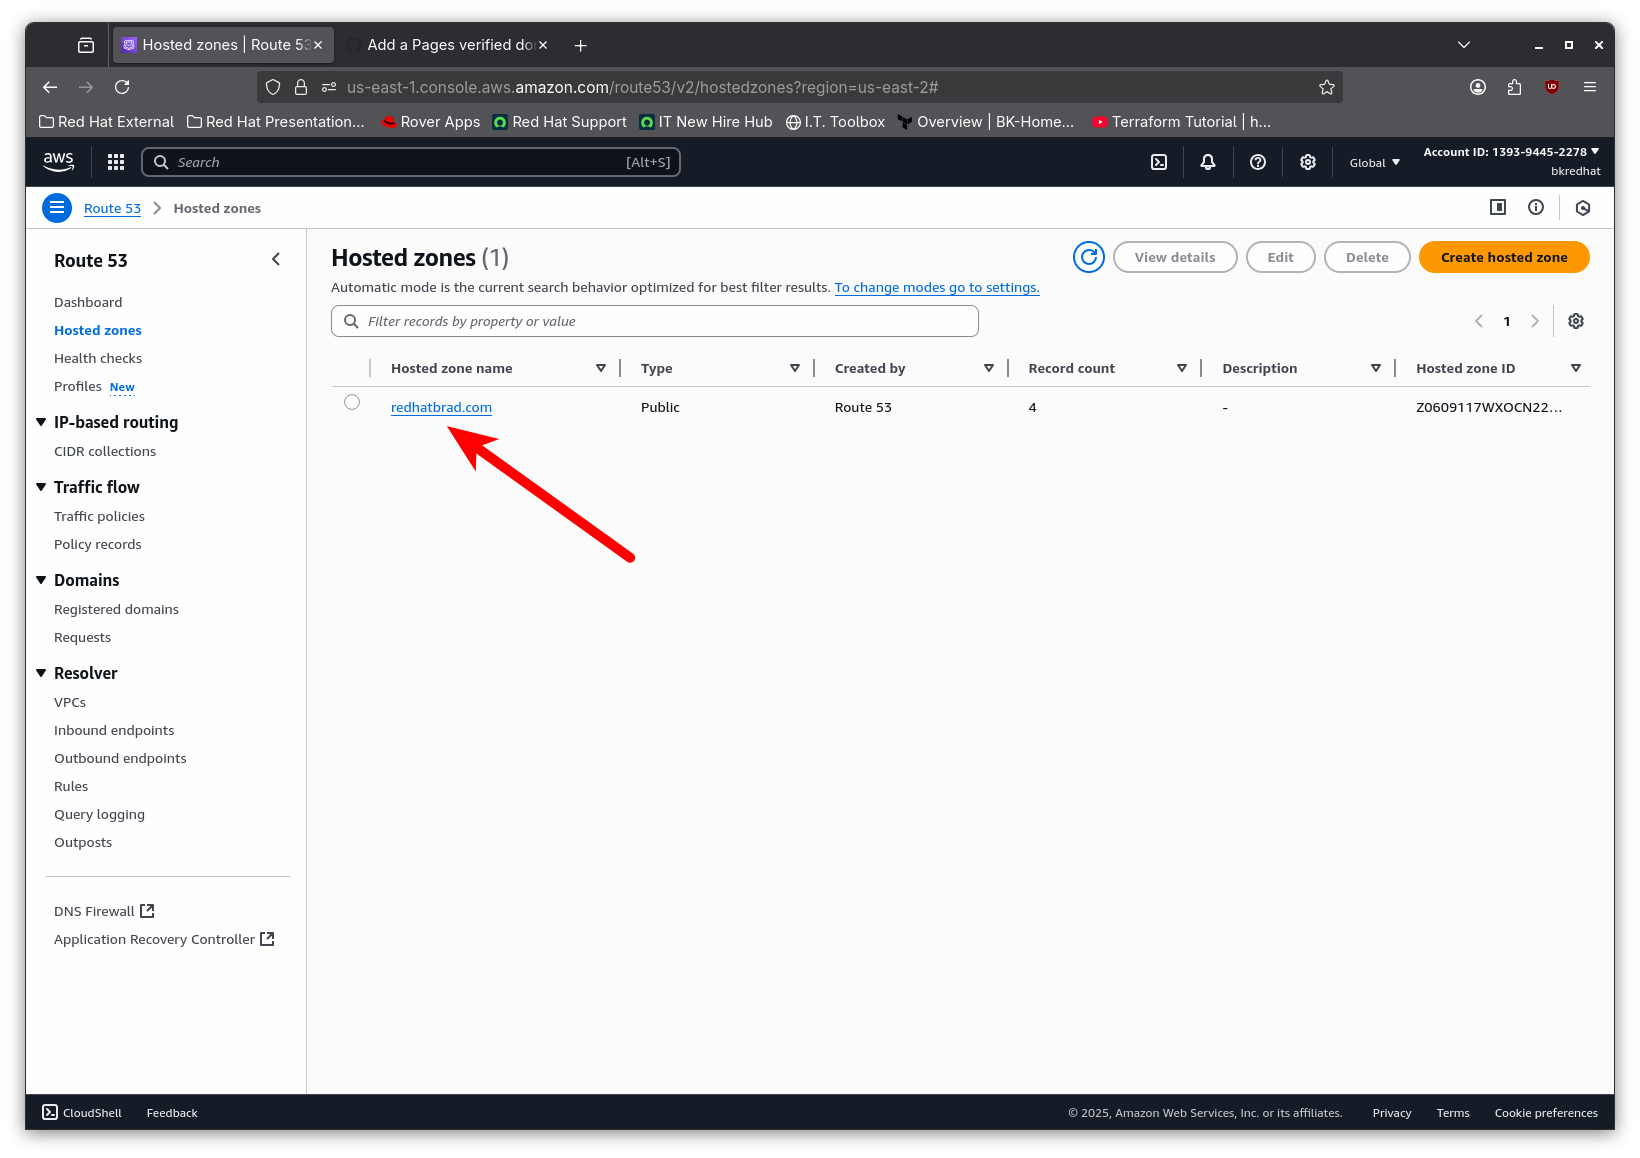 Hosted zones | Route 53
Add a Pages verified do
us-east-1.console.aws.amazon.com/route53/v2/hostedzones?region=us-east-2#
Red Hat External Red Hat Presentation... Rover Apps Red Hat Support IT New Hire Hub I.T. Toolbox Overview | BK-Home... Terraform Tutorial | h...
aws Search [Alt+S] Global Account ID: 1393-9445-2278
bkredhat
Route 53 Hosted zones
Route 53
Dashboard
Hosted zones
Health checks
Profiles New
IP-based routing
CIDR collections
Traffic flow
Traffic policies
Policy records
Domains
Registered domains
Requests
Resolver
VPCs
Inbound endpoints
Outbound endpoints
Rules
Query logging
Outposts
DNS Firewall
Application Recovery Controller
Hosted zones (1)
View details Edit Delete Create hosted zone
Automatic mode is the current search behavior optimized for best filter results. To change modes go to settings.
Filter records by property or value
1
Hosted zone name Type Created by Record count Description Hosted zone ID
redhatbrad.com Public Route 53 4 - Z0609117WXOCN22...
CloudShell Feedback © 2025, Amazon Web Services, Inc. or its affiliates. Privacy Terms Cookie preferences